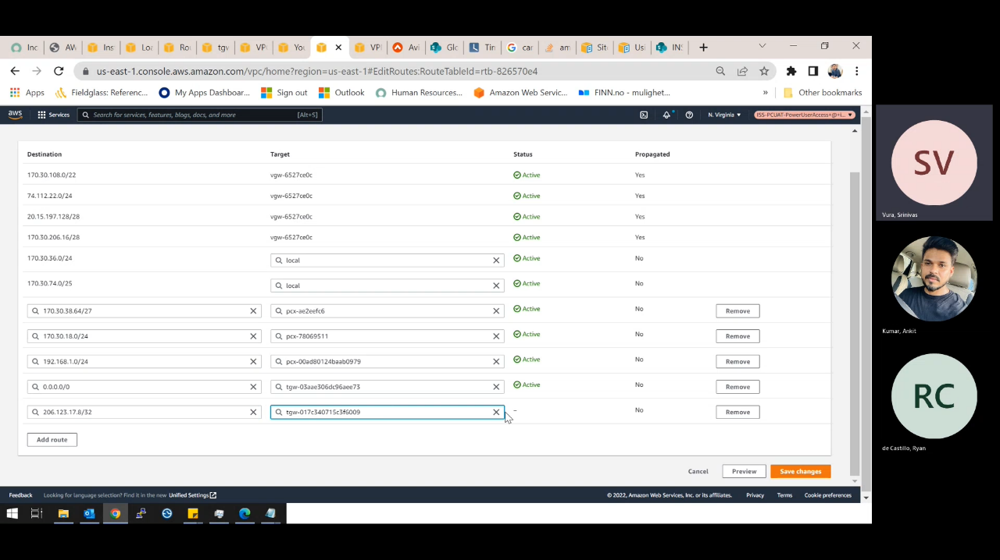 Inc
AW
Ins
Lo
Ro
tgv
VP
Yo
VP
Avi
Glo
Tin
car
am
Sit
Us
IN
us-east-1.console.aws.amazon.com/vpc/home?region=us-east-1#EditRoutes:RouteTableId=rtb-826570e4
Apps
Fieldglass: Referenc...
My Apps Dashboar...
Sign out
Outlook
Human Resources...
Amazon Web Servic...
FINN.no - mulighet...
»
Other bookmarks
aws
Services
Search for services, features, blogs, docs, and more
[Alt+S]
N. Virginia
ISS-PCUAT-PowerUserAccess+@+i...
Destination Target Status Propagated
170.30.108.0/22 vgw-6527ce0c Active Yes
74.112.22.0/24 vgw-6527ce0c Active Yes
20.15.197.128/28 vgw-6527ce0c Active Yes
170.30.206.16/28 vgw-6527ce0c Active Yes
170.30.36.0/24 local Active No
170.30.74.0/25 local Active No
170.30.38.64/27 pcx-ae2eefc6 Active No Remove
170.30.18.0/24 pcx-78069511 Active No Remove
192.168.1.0/24 pcx-00ad80124baab0979 Active No Remove
0.0.0.0/0 tgw-03aae306dc96aee73 Active No Remove
206.123.17.8/32 tgw-017c340715c3f6009 – No Remove
Add route
Cancel Preview Save changes
Feedback Looking for language selection? Find it in the new Unified Settings
© 2022, Amazon Web Services, Inc. or its affiliates. Privacy Terms Cookie preferences
SV
Vura, Srinivas
Kumar, Ankit
RC
de Castillo, Ryan